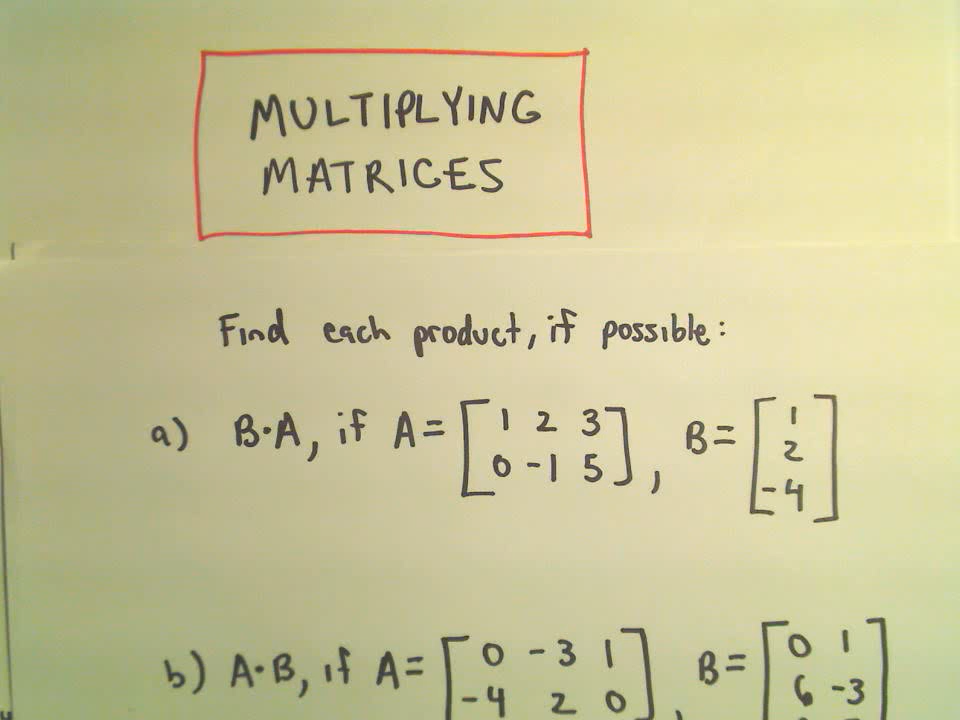 MULTIPLYING
MATRICES
Find each product, if possible:
a) B·A, if A = [1 2 3
0 -1 5], B = [1
2
-4]
b) A·B, if A = [0 -3 1
-4 2 0], B = [0 1
6 -3